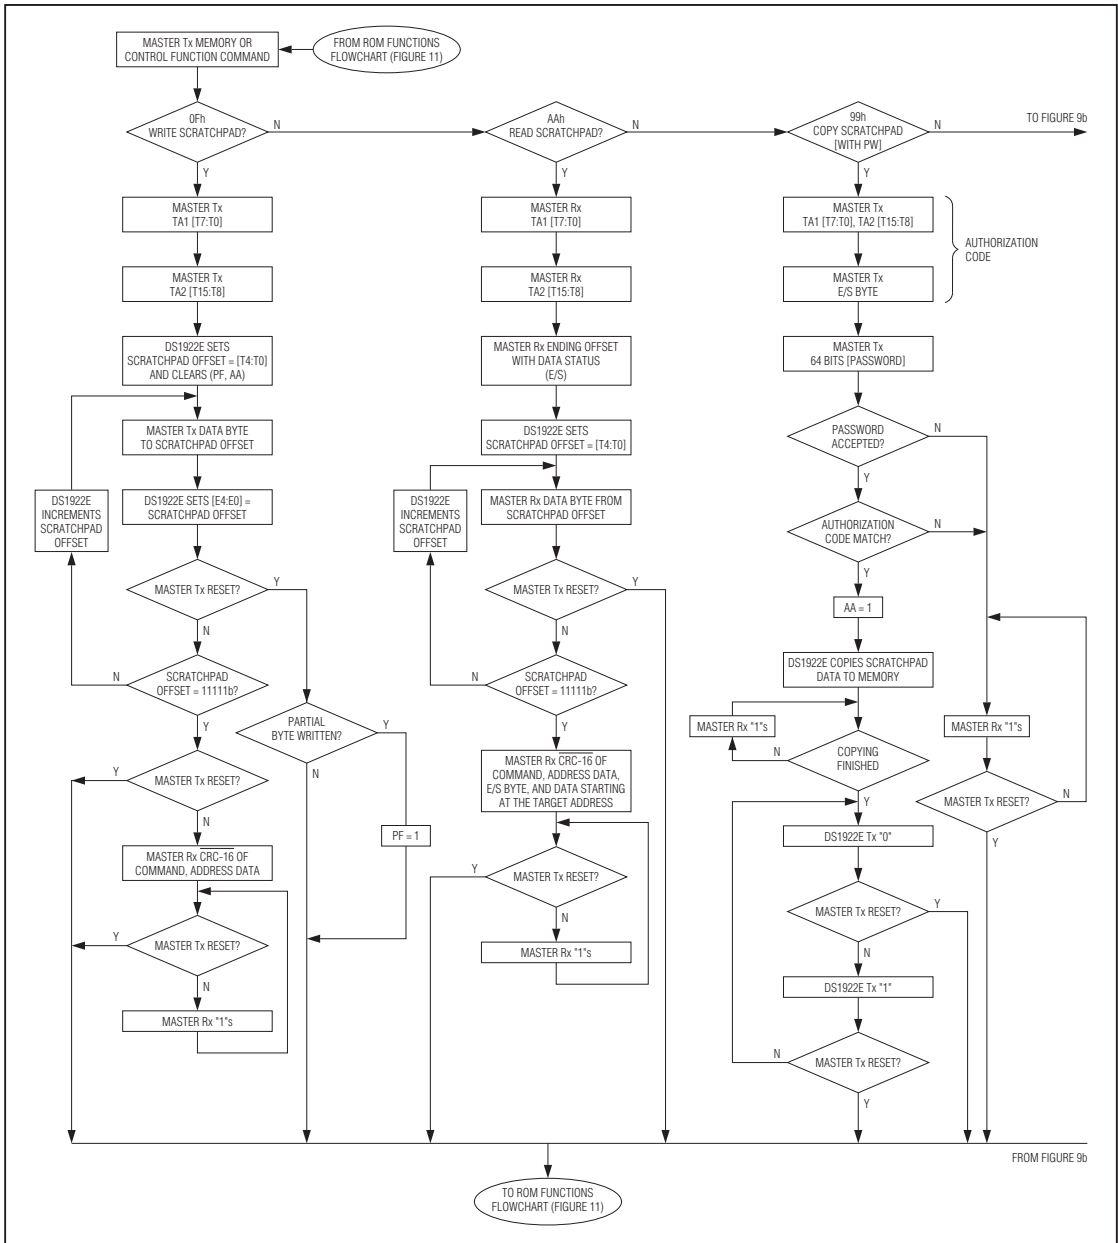 MASTER Tx MEMORY OR
CONTROL FUNCTION COMMAND
FROM ROM FUNCTIONS
FLOWCHART (FIGURE 11)
0Fh
WRITE SCRATCHPAD?
N
Y
AAh
READ SCRATCHPAD?
N
Y
99h
COPY SCRATCHPAD
[WITH PW]
N
Y
TO FIGURE 9b
MASTER Tx
TA1 [T7:T0]
MASTER Tx
TA2 [T15:T8]
DS1922E SETS
SCRATCHPAD OFFSET = [T4:T0]
AND CLEARS (PF, AA)
MASTER Tx DATA BYTE
TO SCRATCHPAD OFFSET
DS1922E SETS [E4:E0] =
SCRATCHPAD OFFSET
DS1922E
INCREMENTS
SCRATCHPAD
OFFSET
MASTER Tx RESET?
Y
N
SCRATCHPAD
OFFSET = 11111b?
N
Y
PARTIAL
BYTE WRITTEN?
Y
N
PF = 1
MASTER Tx RESET?
Y
N
MASTER Rx CRC-16 OF
COMMAND, ADDRESS DATA
MASTER Tx RESET?
Y
N
MASTER Rx "1"s
MASTER Rx
TA1 [T7:T0]
MASTER Rx
TA2 [T15:T8]
MASTER Rx ENDING OFFSET
WITH DATA STATUS
(E/S)
DS1922E SETS
SCRATCHPAD OFFSET = [T4:T0]
MASTER Rx DATA BYTE FROM
SCRATCHPAD OFFSET
DS1922E
INCREMENTS
SCRATCHPAD
OFFSET
MASTER Tx RESET?
Y
N
SCRATCHPAD
OFFSET = 11111b?
N
Y
MASTER Rx CRC-16 OF
COMMAND, ADDRESS DATA,
E/S BYTE, AND DATA STARTING
AT THE TARGET ADDRESS
MASTER Tx RESET?
Y
N
MASTER Rx "1"s
MASTER Tx
TA1 [T7:T0], TA2 [T15:T8]
MASTER Tx
E/S BYTE
AUTHORIZATION
CODE
MASTER Tx
64 BITS [PASSWORD]
PASSWORD
ACCEPTED?
N
Y
AUTHORIZATION
CODE MATCH?
N
Y
AA = 1
DS1922E COPIES SCRATCHPAD
DATA TO MEMORY
MASTER Rx "1"s
COPYING
FINISHED
N
Y
DS1922E Tx "0"
MASTER Tx RESET?
Y
N
DS1922E Tx "1"
MASTER Tx RESET?
N
Y
MASTER Rx "1"s
MASTER Tx RESET?
N
Y
FROM FIGURE 9b
TO ROM FUNCTIONS
FLOWCHART (FIGURE 11)